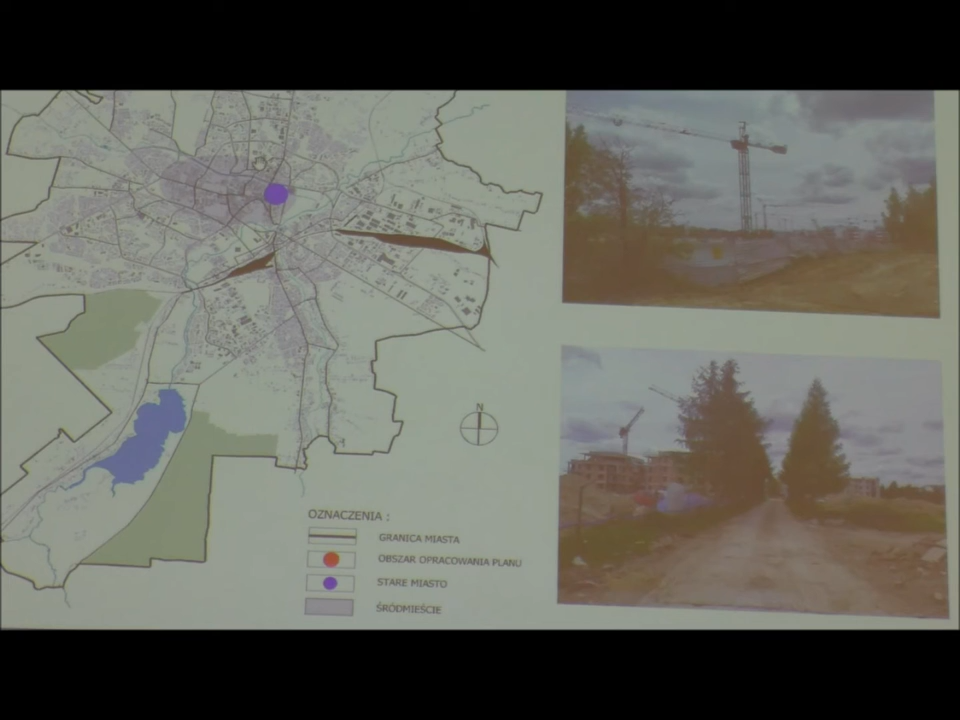 N
OZNACZENIA :
GRANICA MIASTA
OBSZAR OPRACOWANIA PLANU
STARE MIASTO
ŚRÓDMIEŚCIE